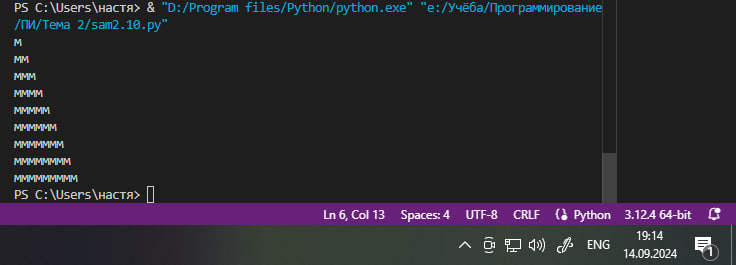 PS C:\Users\настя> & "D:/Program files/Python/python.exe" "e:/Учёба/Программирование
/ПИ/Тема 2/sam2.10.py"
м
мм
ммм
мммм
ммммм
мммммм
ммммммм
мммммммм
ммммммммм
PS C:\Users\настя>
Ln 6, Col 13 Spaces: 4 UTF-8 CRLF Python 3.12.4 64-bit
ENG
19:14
14.09.2024
1